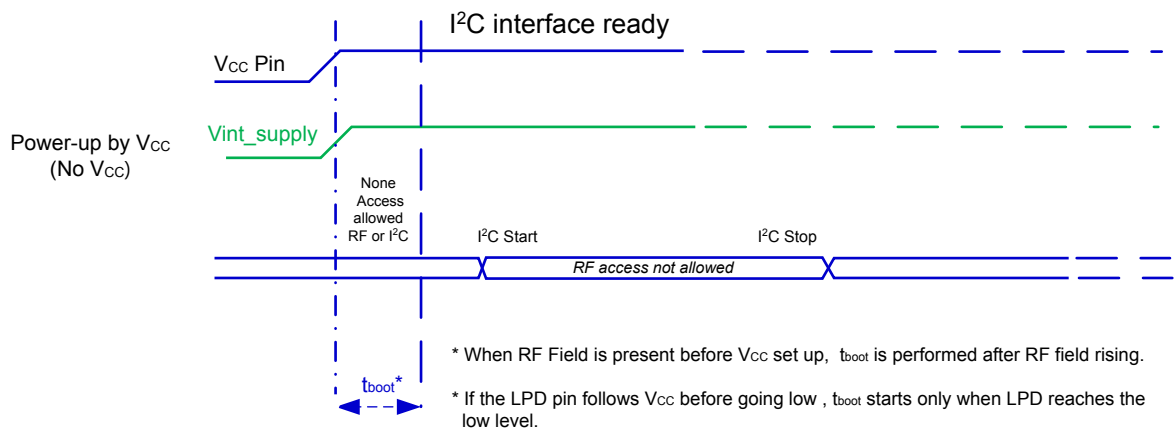 I²C interface ready
VCC Pin
Vint_supply
Power-up by VCC
(No VCC)
None
Access
allowed
RF or I²C
I²C Start
I²C Stop
RF access not allowed
* When RF Field is present before VCC set up, tboot is performed after RF field rising.
tboot*
* If the LPD pin follows VCC before going low , tboot starts only when LPD reaches the
low level.